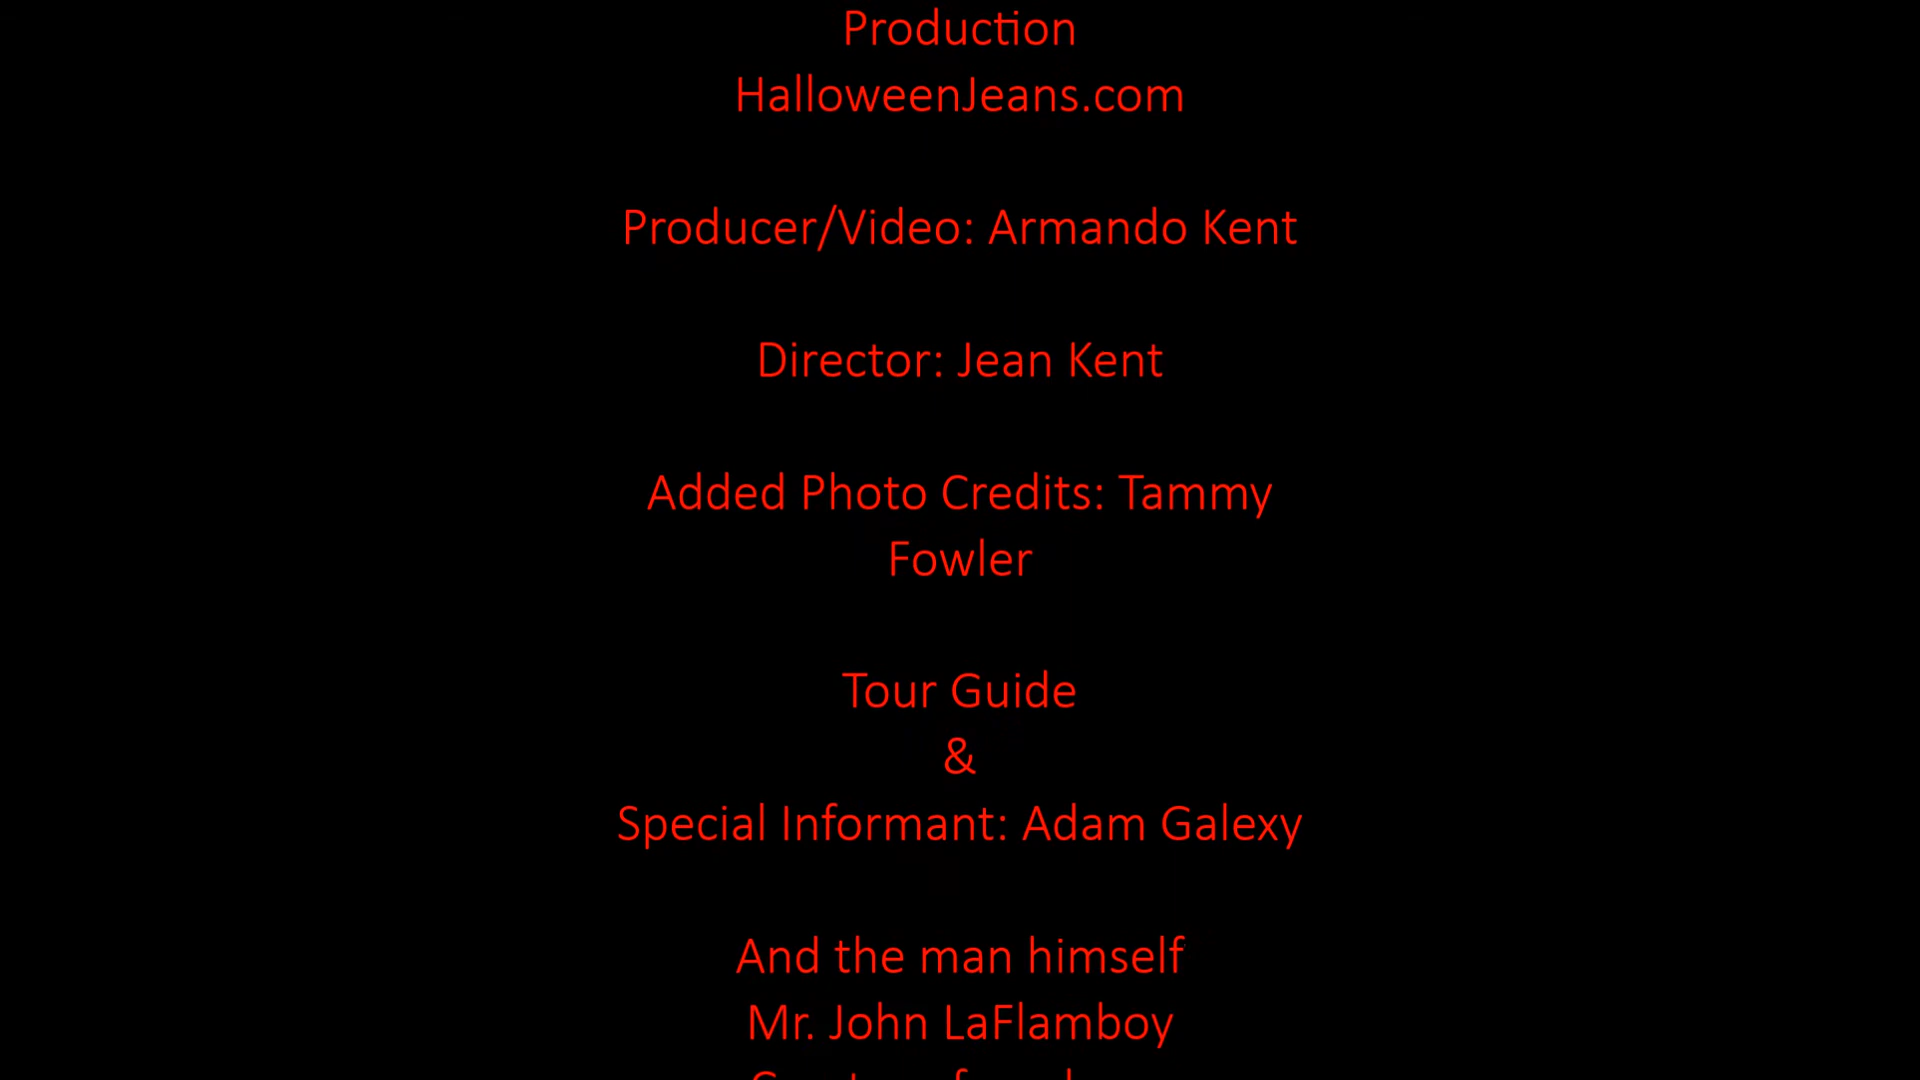 Production
HalloweenJeans.com
Producer/Video: Armando Kent
Director: Jean Kent
Added Photo Credits: Tammy
Fowler
Tour Guide
&
Special Informant: Adam Galexy
And the man himself
Mr. John LaFlamboy